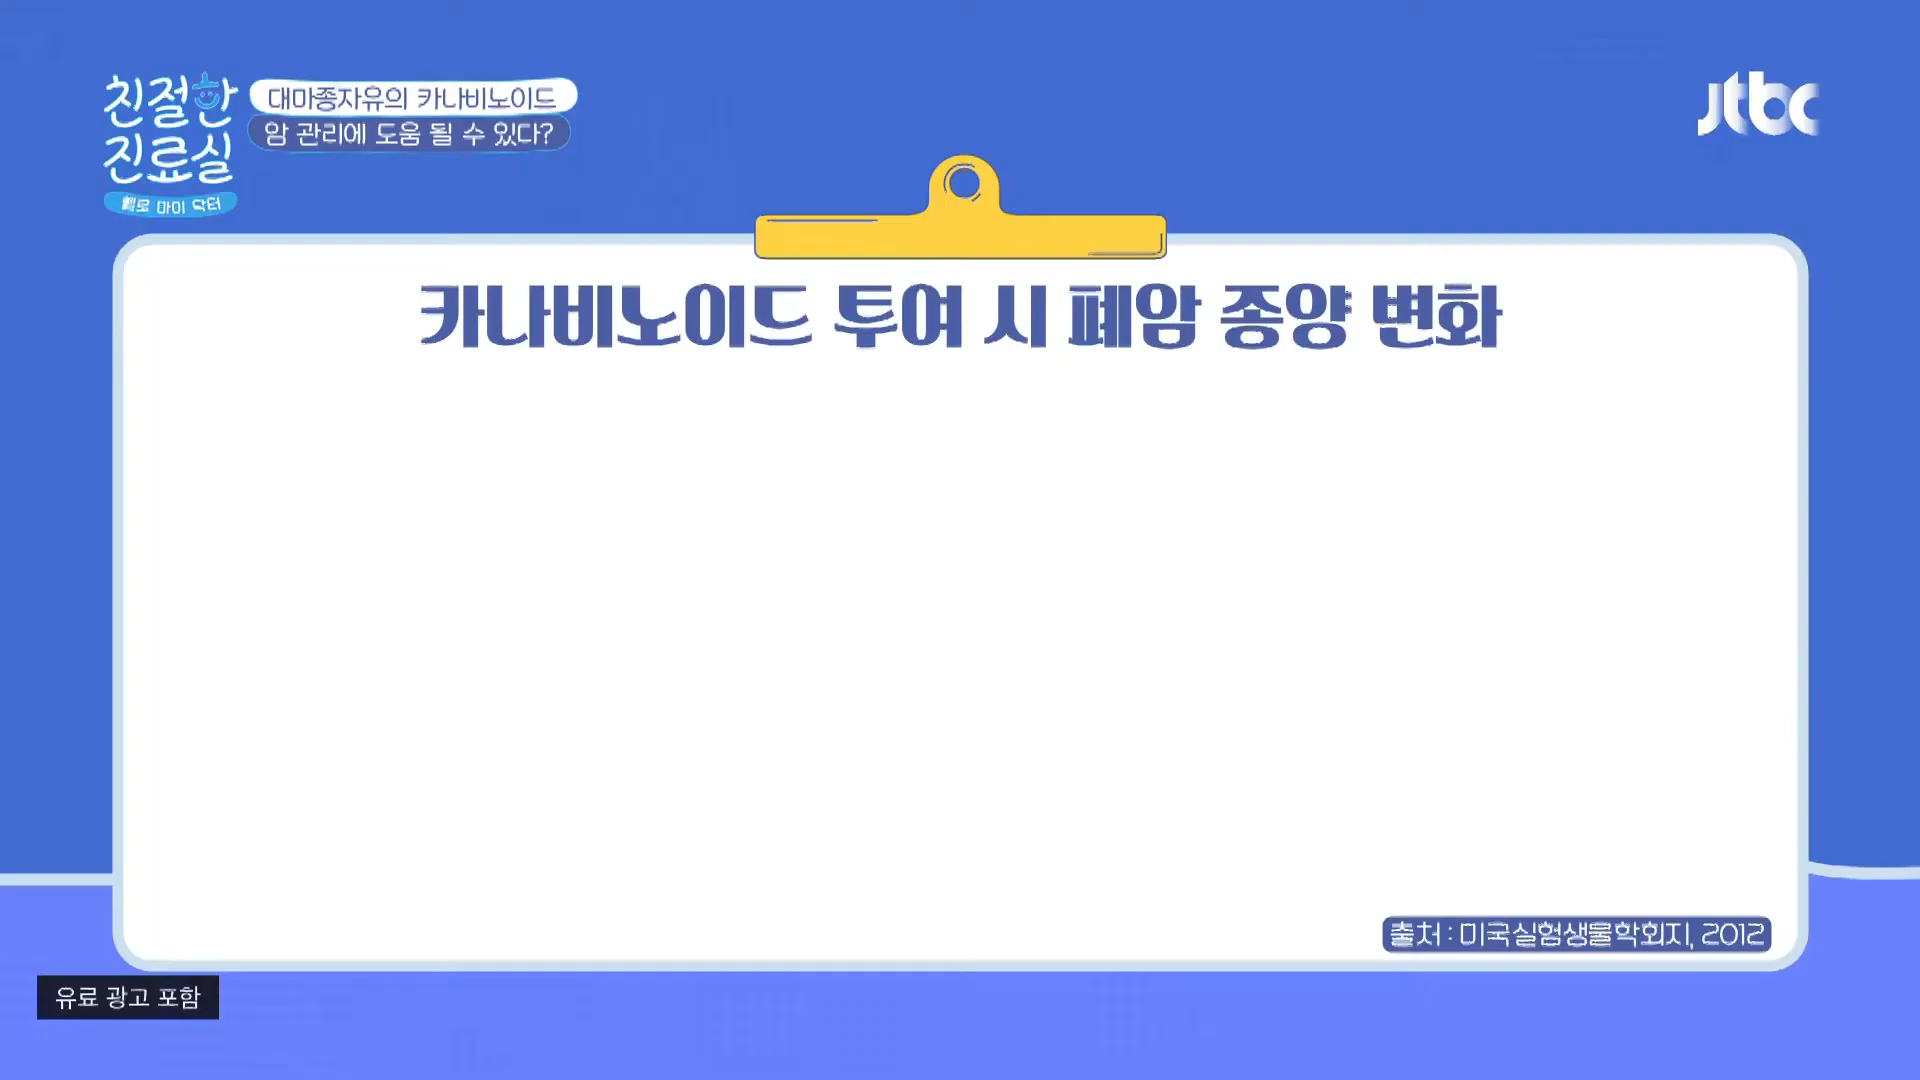 친절한
진료실
헬로 마이 닥터
대마종자유의 카나비노이드
암 관리에 도움 될 수 있다?
jtbc
카나비노이드 투여 시 폐암 종양 변화
출처 : 미국실험생물학회지, 2012
유료 광고 포함